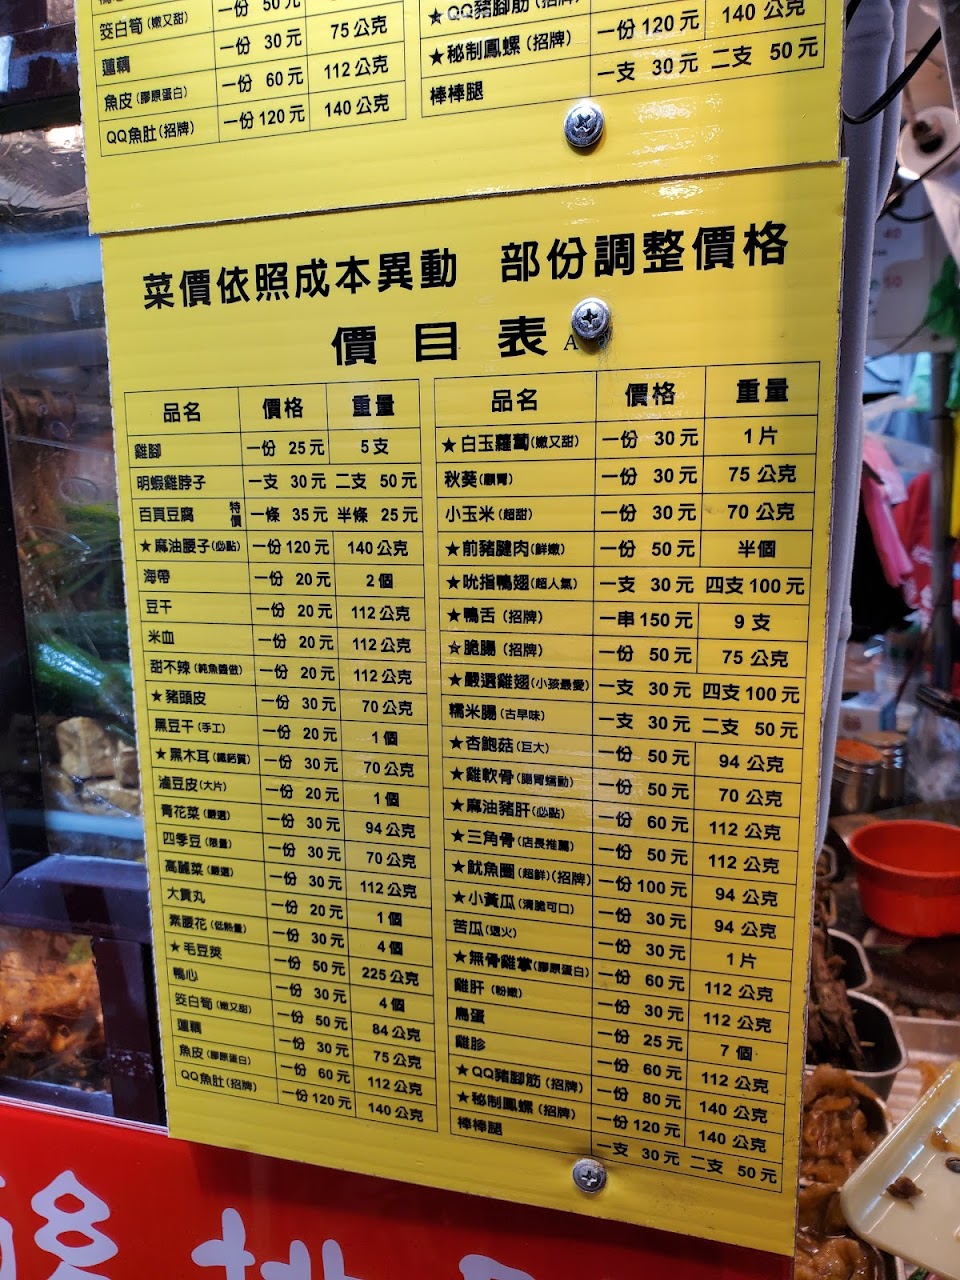 一份 50元
筊白筍(嫩又甜)
蓮藕 一份 30元 75公克
魚皮(膠原蛋白) 一份 60元 112公克
QQ魚肚(招牌) 一份120元 140公克
★QQ豬腳筋(招牌)
★秘制鳳螺(招牌) 一份120元 140公克
棒棒腿 一支 30元 二支 50元
菜價依照成本異動 部份調整價格
價目表 A
品名 價格 重量
雞腳 一份 25元 5支
明蝦雞脖子 一支 30元 二支 50元
百頁豆腐 特價 一條 35元 半條 25元
★麻油腰子(必點) 一份120元 140公克
海帶 一份 20元 2個
豆干 一份 20元 112公克
米血 一份 20元 112公克
甜不辣(純魚醬做) 一份 20元 112公克
★豬頭皮 一份 30元 70公克
黑豆干(手工) 一份 20元 1個
★黑木耳(鐵鈣質) 一份 30元 70公克
滷豆皮(大片) 一份 20元 1個
青花菜(嚴選) 一份 30元 94公克
四季豆(限量) 一份 30元 70公克
高麗菜(嚴選) 一份 30元 112公克
大貢丸 一份 20元 1個
素腰花(低熱量) 一份 30元 4個
★毛豆莢 一份 50元 225公克
鴨心 一份 30元 4個
筊白筍(嫩又甜) 一份 50元 84公克
蓮藕 一份 30元 75公克
魚皮(膠原蛋白) 一份 60元 112公克
QQ魚肚(招牌) 一份120元 140公克
品名 價格 重量
★白玉蘿蔔(嫩又甜) 一份 30元 1片
秋葵(顧胃) 一份 30元 75公克
小玉米(超甜) 一份 30元 70公克
★前豬腱肉(鮮嫩) 一份 50元 半個
★吮指鴨翅(超人氣) 一支 30元 四支100元
★鴨舌(招牌) 一串150元 9支
☆脆腸(招牌) 一份 50元 75公克
★嚴選雞翅(小孩最愛) 一支 30元 四支100元
糯米腸(古早味) 一支 30元 二支 50元
★杏鮑菇(巨大) 一份 50元 94公克
★雞軟骨(腸胃蠕動) 一份 50元 70公克
★麻油豬肝(必點) 一份 60元 112公克
★三角骨(店長推薦) 一份 50元 112公克
★魷魚圈(超鮮)(招牌) 一份100元 94公克
★小黃瓜(清脆可口) 一份 30元 94公克
苦瓜(退火) 一份 30元 1片
★無骨雞掌(膠原蛋白) 一份 60元 112公克
雞肝(粉嫩) 一份 30元 112公克
鳥蛋 一份 25元 7個
雞胗 一份 60元 112公克
★QQ豬腳筋(招牌) 一份 80元 140公克
★秘制鳳螺(招牌) 一份120元 140公克
棒棒腿 一支 30元 二支 50元